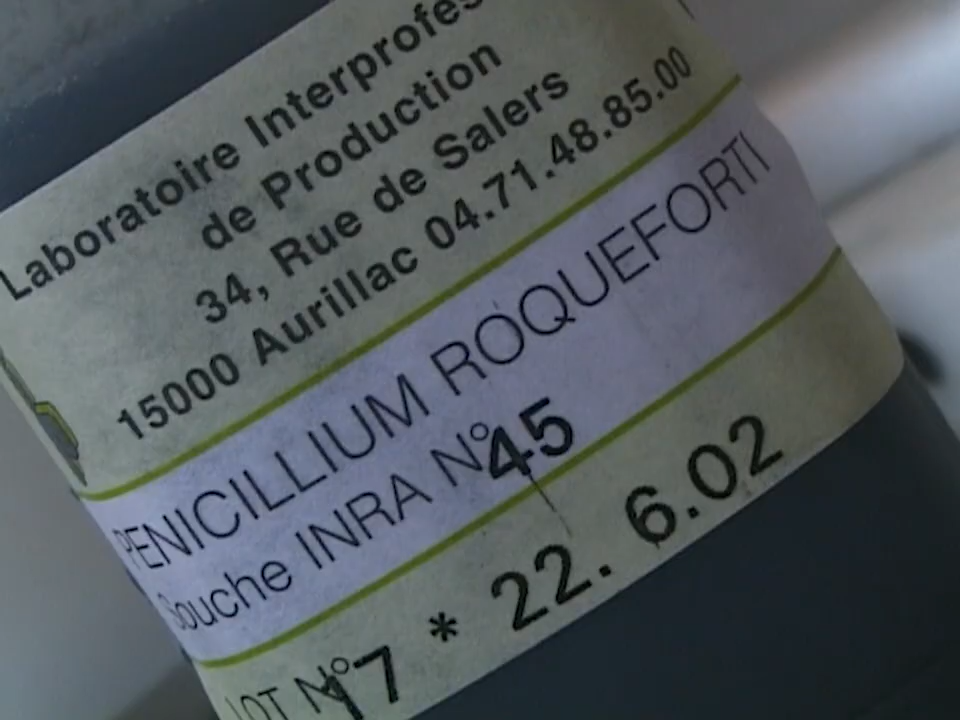 Laboratoire Interprofes
de Production
34, Rue de Salers
15000 Aurillac 04.71.48.85.00
PENICILLIUM ROQUEFORTI
Souche INRA N°45
LOT N°17 * 22. 6.02